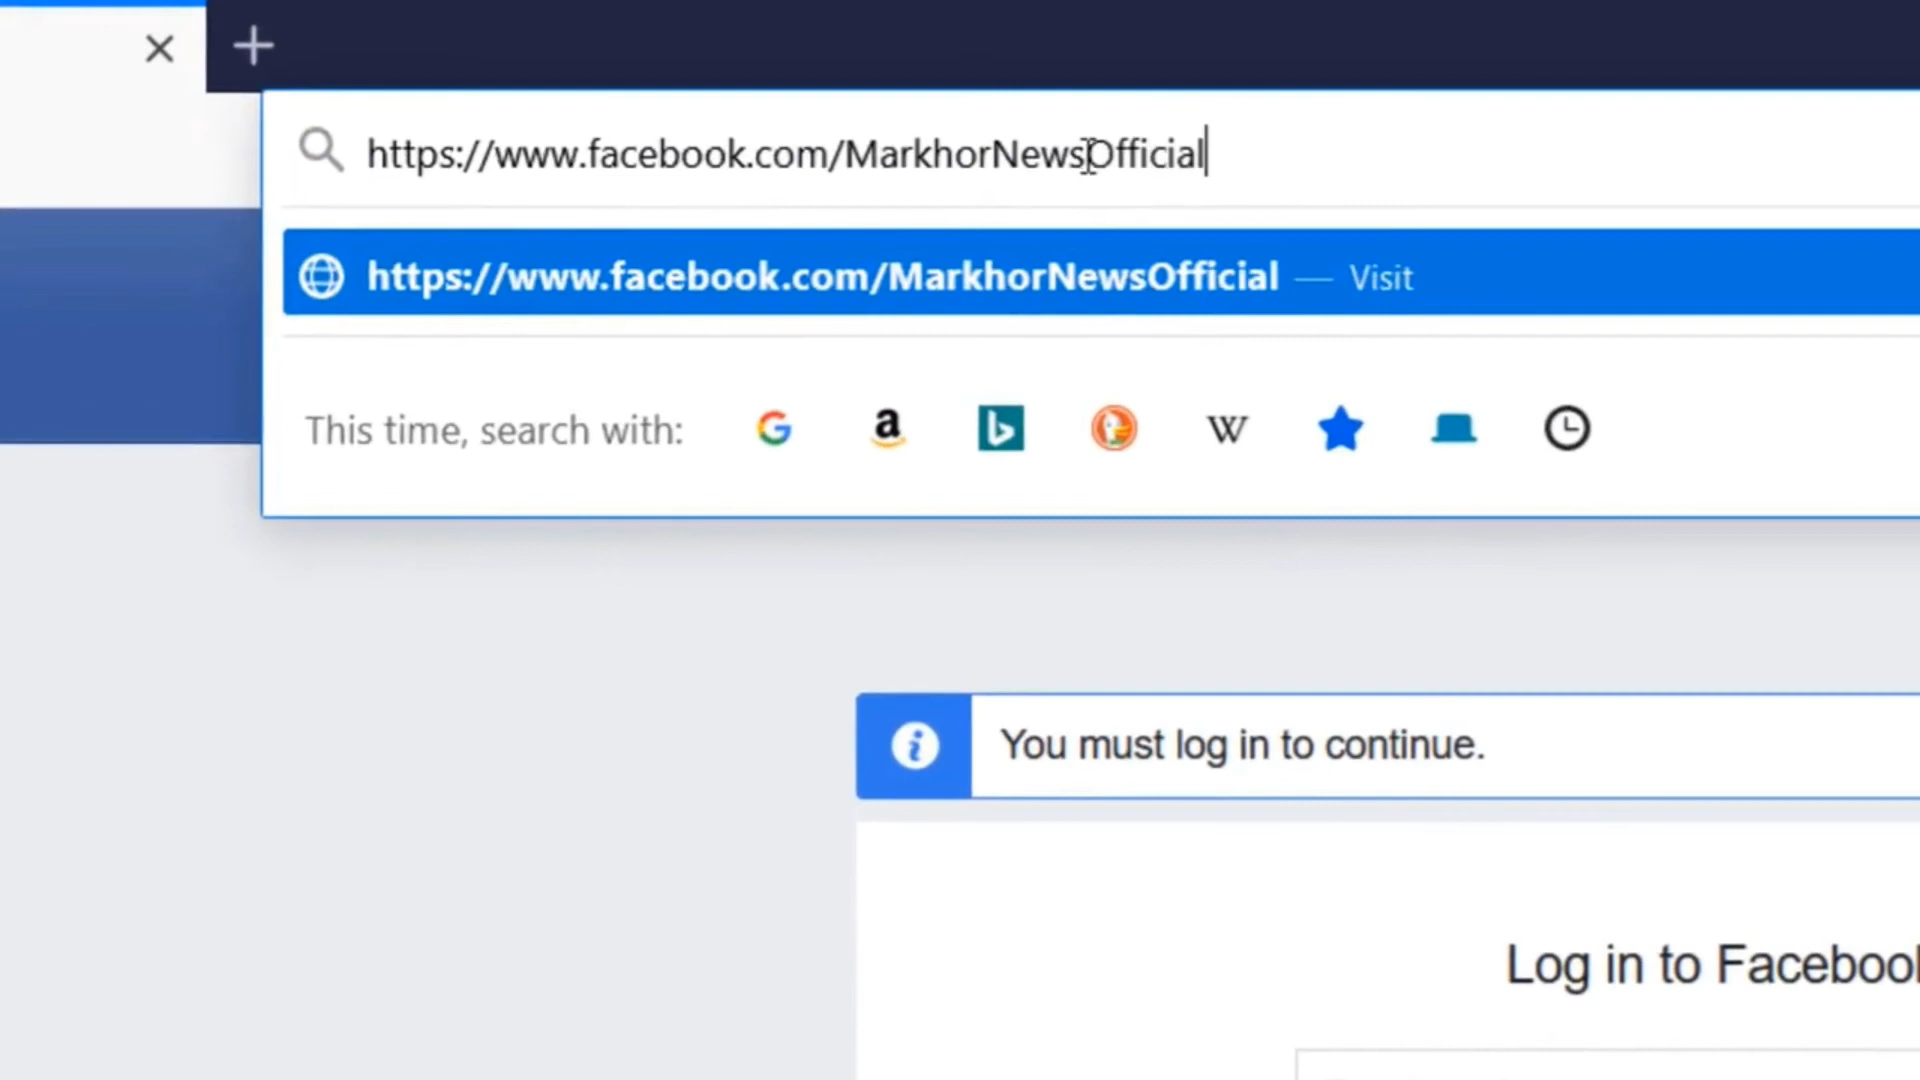 https://www.facebook.com/MarkhorNewsOfficial
https://www.facebook.com/MarkhorNewsOfficial — Visit
This time, search with:
You must log in to continue.
Log in to Facebook